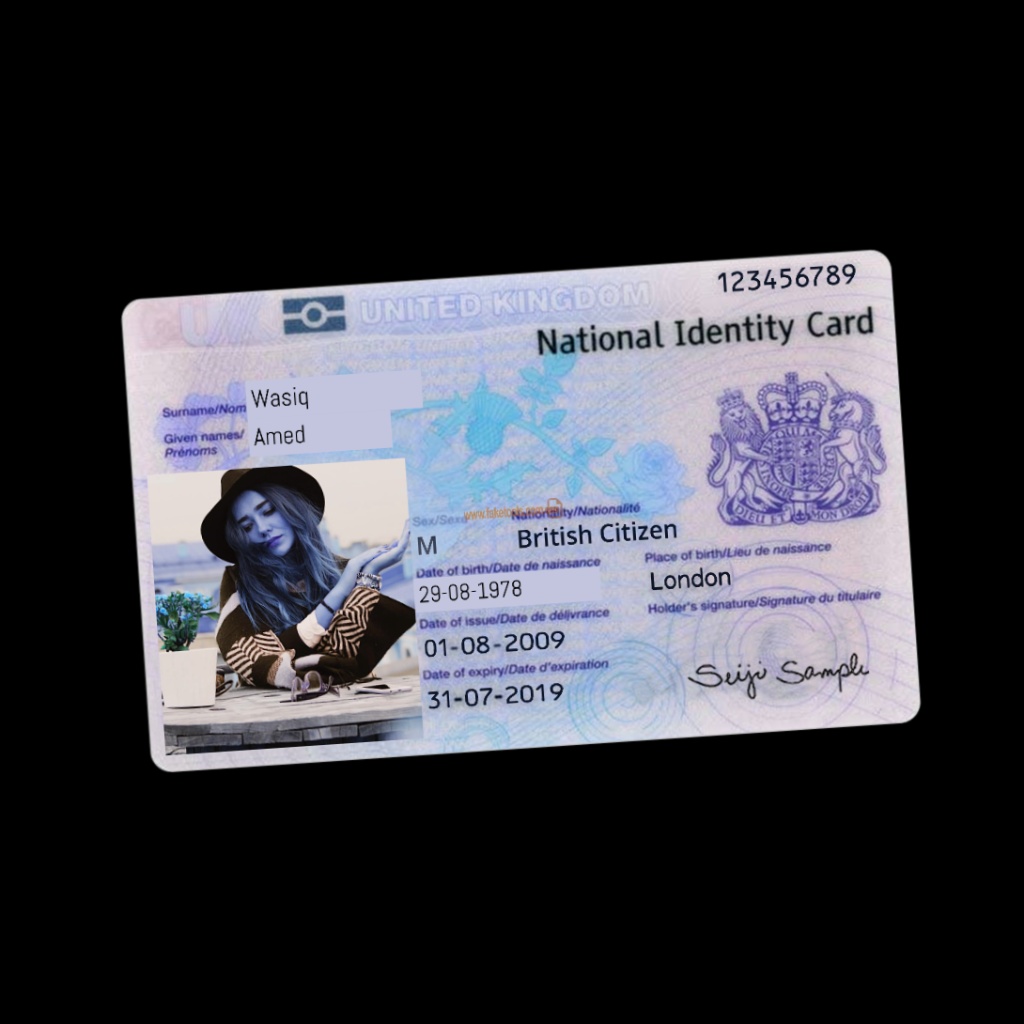 UK UNITED KINGDOM
123456789
National Identity Card
Surname/Nom
Wasiq
Given names/
Prénoms
Amed
Sex/Sexe
Nationality/Nationalité
M
British Citizen
Date of birth/Date de naissance
Place of birth/Lieu de naissance
29-08-1978
London
Date of issue/Date de délivrance
Holder's signature/Signature du titulaire
01-08-2009
Date of expiry/Date d'expiration
Seiji Sample
31-07-2019
DIEU ET MON DROIT